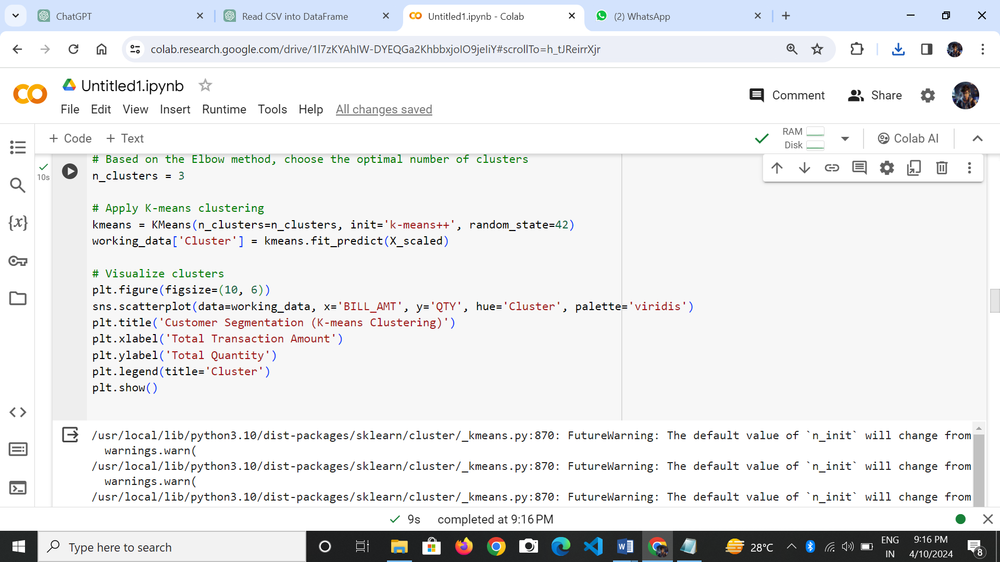 ChatGPT
Read CSV into DataFrame
Untitled1.ipynb - Colab
(2) WhatsApp
colab.research.google.com/drive/1l7zKYAhIW-DYEQGa2KhbbxjoIO9jeIiY#scrollTo=h_tJReirrXjr
Untitled1.ipynb
Comment
Share
File Edit View Insert Runtime Tools Help All changes saved
+ Code + Text
RAM
Disk
Colab AI
10s
# Based on the Elbow method, choose the optimal number of clusters
n_clusters = 3
# Apply K-means clustering
kmeans = KMeans(n_clusters=n_clusters, init='k-means++', random_state=42)
working_data['Cluster'] = kmeans.fit_predict(X_scaled)
# Visualize clusters
plt.figure(figsize=(10, 6))
sns.scatterplot(data=working_data, x='BILL_AMT', y='QTY', hue='Cluster', palette='viridis')
plt.title('Customer Segmentation (K-means Clustering)')
plt.xlabel('Total Transaction Amount')
plt.ylabel('Total Quantity')
plt.legend(title='Cluster')
plt.show()
/usr/local/lib/python3.10/dist-packages/sklearn/cluster/_kmeans.py:870: FutureWarning: The default value of `n_init` will change from
warnings.warn(
/usr/local/lib/python3.10/dist-packages/sklearn/cluster/_kmeans.py:870: FutureWarning: The default value of `n_init` will change from
warnings.warn(
/usr/local/lib/python3.10/dist-packages/sklearn/cluster/_kmeans.py:870: FutureWarning: The default value of `n_init` will change from
9s completed at 9:16 PM
Type here to search
28°C
ENG
IN
9:16 PM
4/10/2024
8